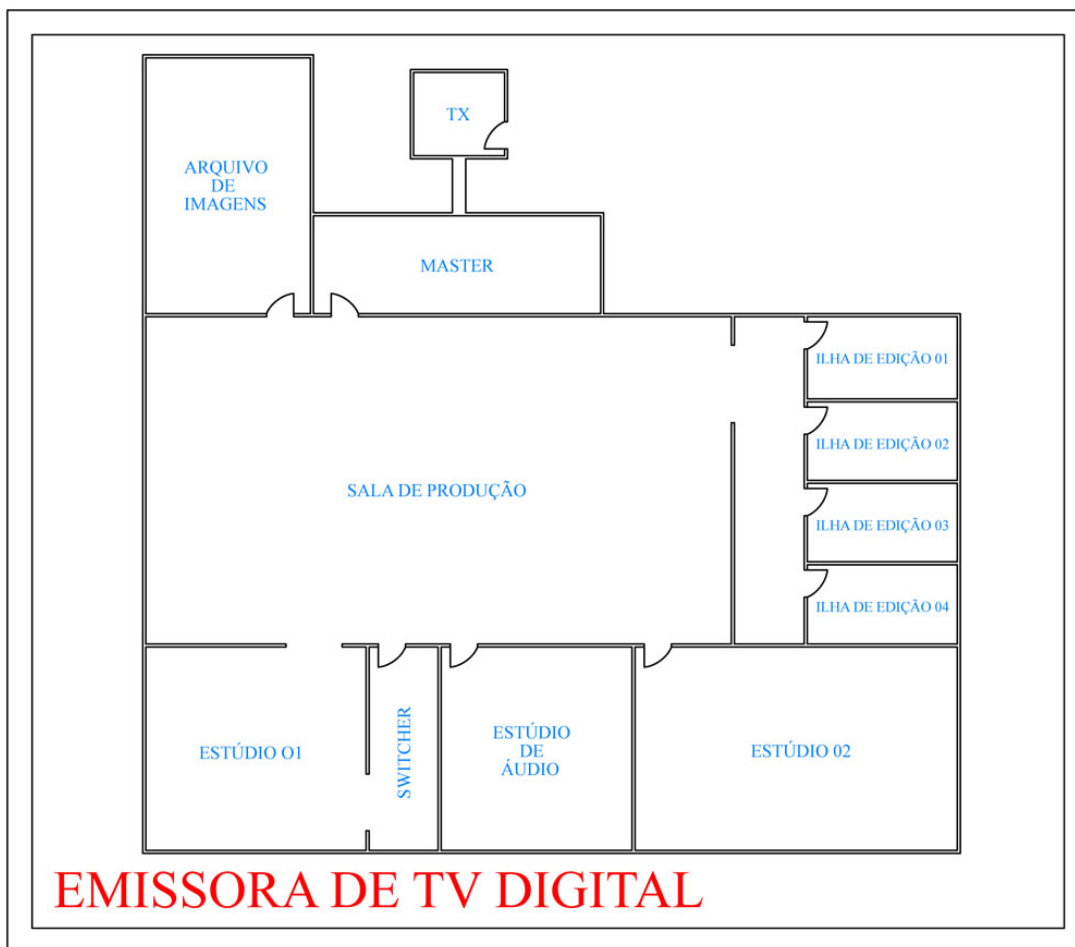 TX
ARQUIVO
DE
IMAGENS
MASTER
ILHA DE EDIÇÃO 01
ILHA DE EDIÇÃO 02
SALA DE PRODUÇÃO
ILHA DE EDIÇÃO 03
ILHA DE EDIÇÃO 04
ESTÚDIO O1
SWITCHER
ESTÚDIO
DE
ÁUDIO
ESTÚDIO 02
EMISSORA DE TV DIGITAL